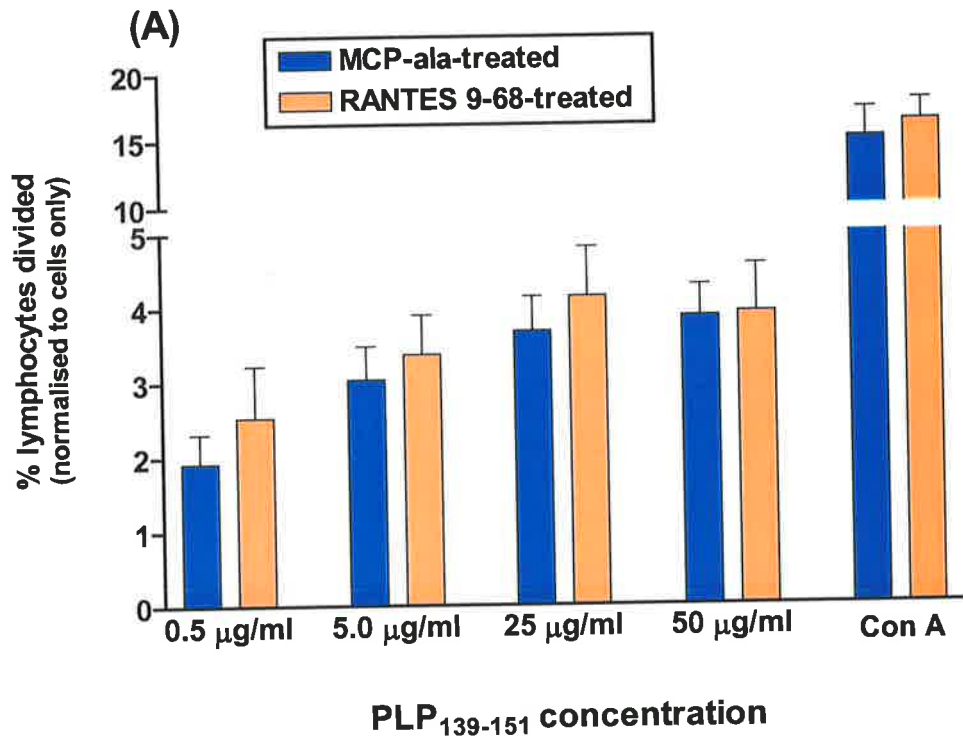 (A)
MCP-ala-treated
RANTES 9-68-treated
20
15
10
5
4
3
2
1
0
% lymphocytes divided
(normalised to cells only)
0.5 μg/ml
5.0 μg/ml
25 μg/ml
50 μg/ml
Con A
PLP139-151 concentration